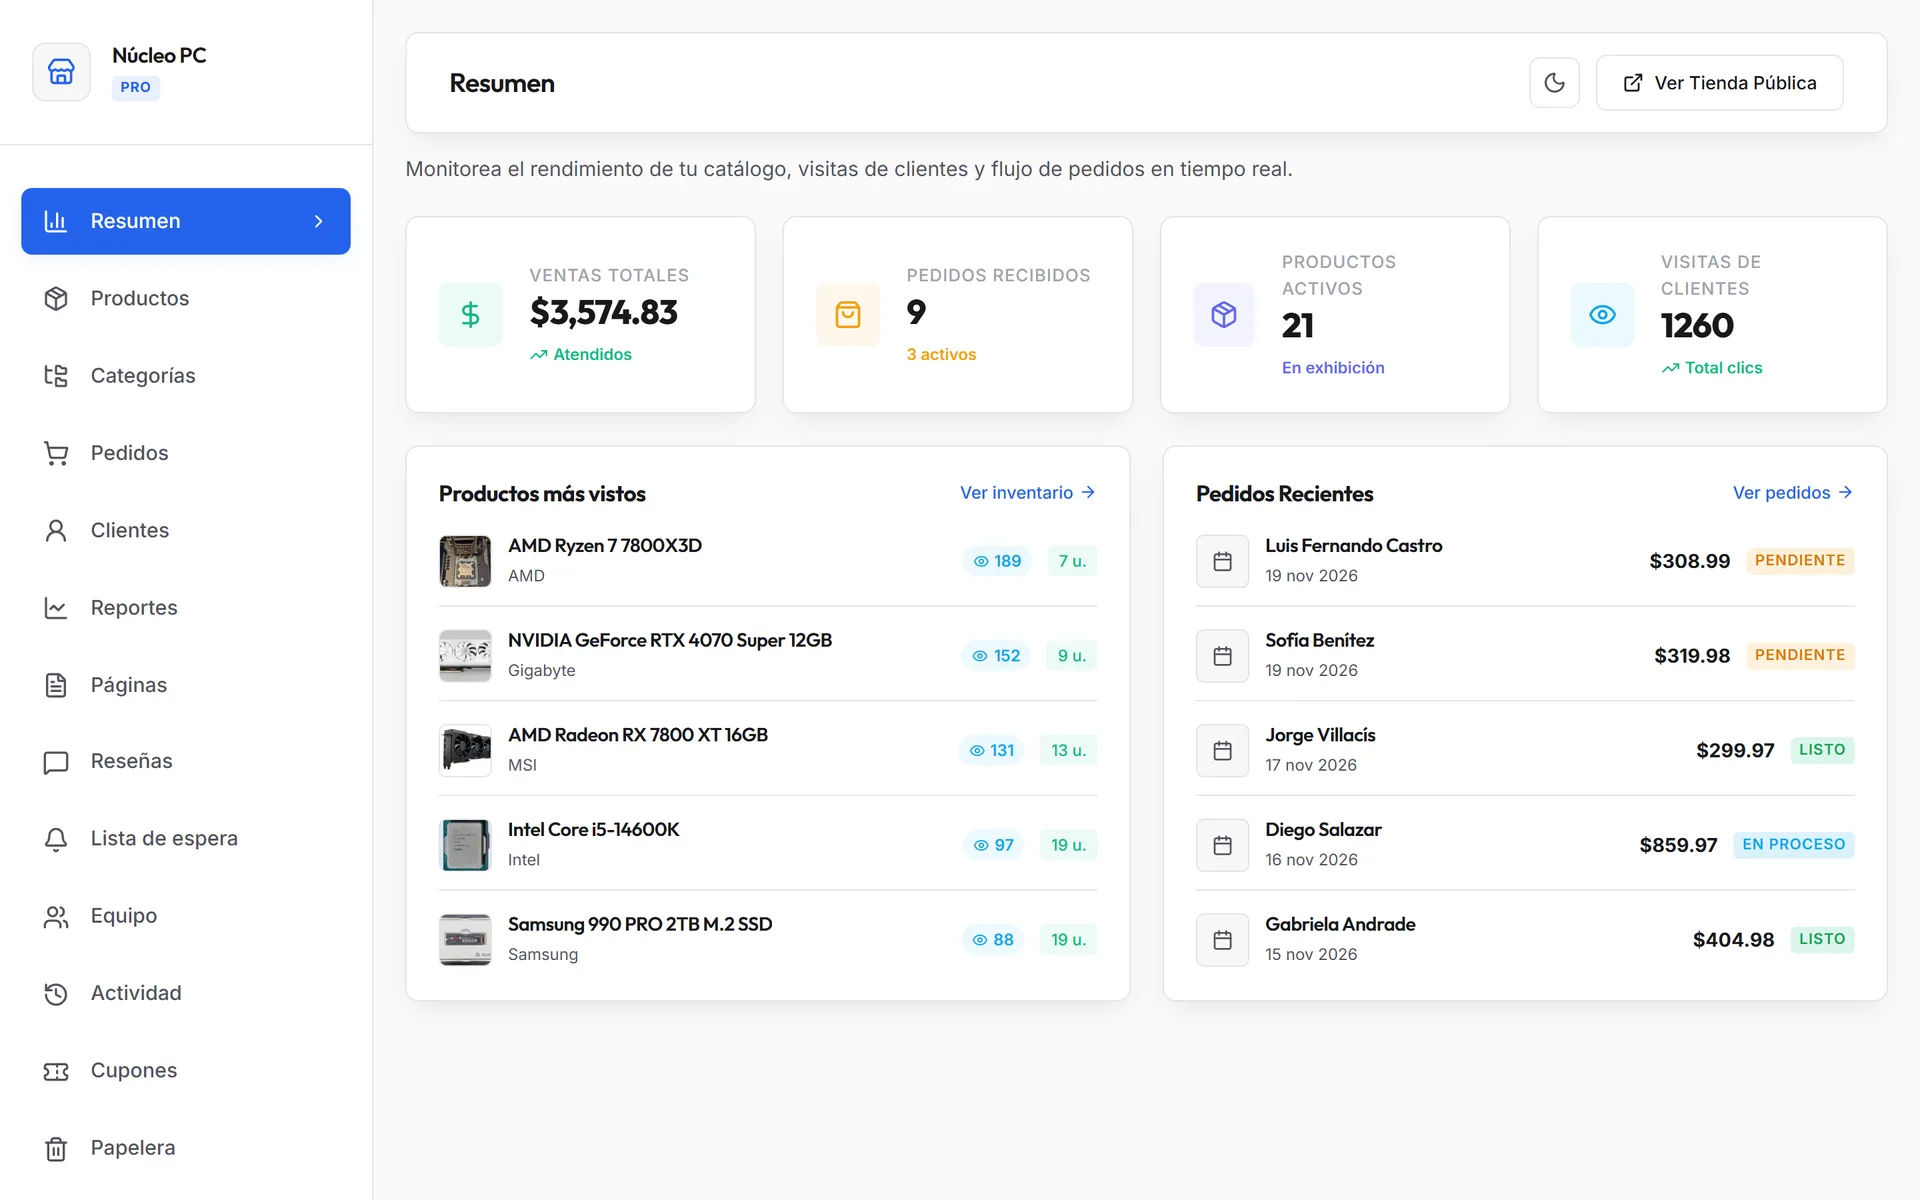 Núcleo PC
PRO
Resumen
Productos
Categorías
Pedidos
Clientes
Reportes
Páginas
Reseñas
Lista de espera
Equipo
Actividad
Cupones
Papelera
Resumen
Ver Tienda Pública
Monitorea el rendimiento de tu catálogo, visitas de clientes y flujo de pedidos en tiempo real.
VENTAS TOTALES
$3,574.83
Atendidos
PEDIDOS RECIBIDOS
9
3 activos
PRODUCTOS
ACTIVOS
21
En exhibición
VISITAS DE
CLIENTES
1260
Total clics
Productos más vistos
Ver inventario
AMD Ryzen 7 7800X3D
AMD
189
7 u.
NVIDIA GeForce RTX 4070 Super 12GB
Gigabyte
152
9 u.
AMD Radeon RX 7800 XT 16GB
MSI
131
13 u.
Intel Core i5-14600K
Intel
97
19 u.
Samsung 990 PRO 2TB M.2 SSD
Samsung
88
19 u.
Pedidos Recientes
Ver pedidos
Luis Fernando Castro
19 nov 2026
$308.99
PENDIENTE
Sofía Benítez
19 nov 2026
$319.98
PENDIENTE
Jorge Villacís
17 nov 2026
$299.97
LISTO
Diego Salazar
16 nov 2026
$859.97
EN PROCESO
Gabriela Andrade
15 nov 2026
$404.98
LISTO